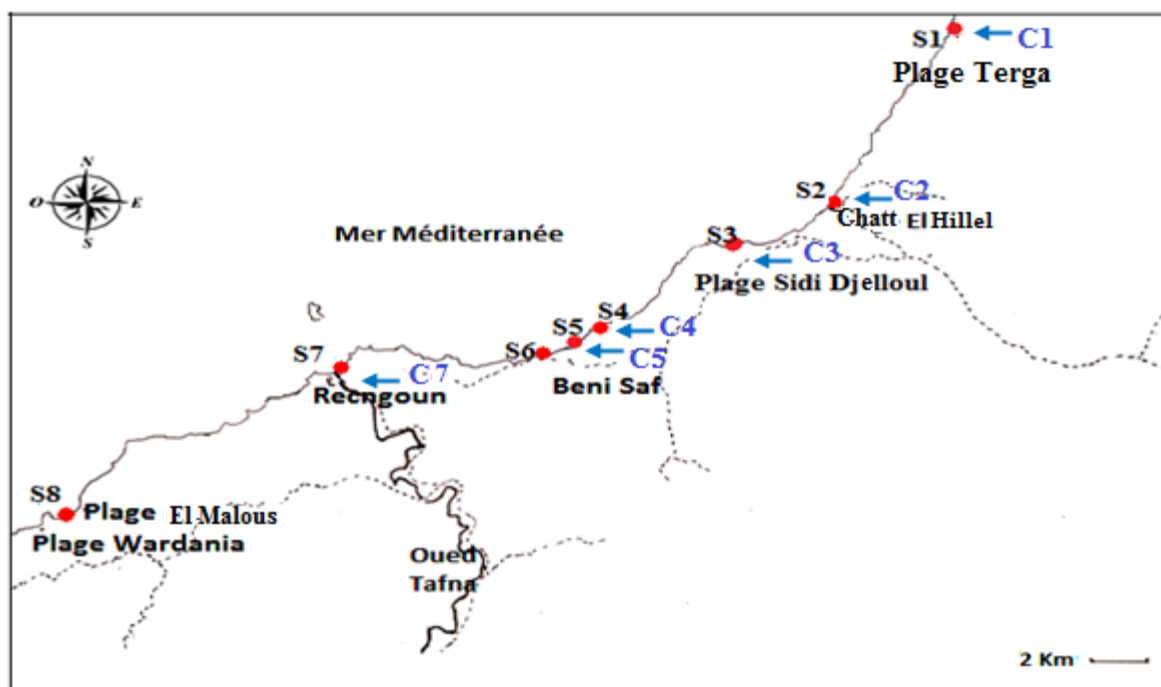 S1
C1
Plage Terga
N
O
E
S
S2
C2
Chatt El Hillel
Mer Méditerranée
S3
C3
Plage Sidi Djelloul
S4
C4
S5
S6
C5
Beni Saf
S7
C7
Recngoun
S8
Plage El Malous
Plage Wardania
Oued
Tafna
2 Km